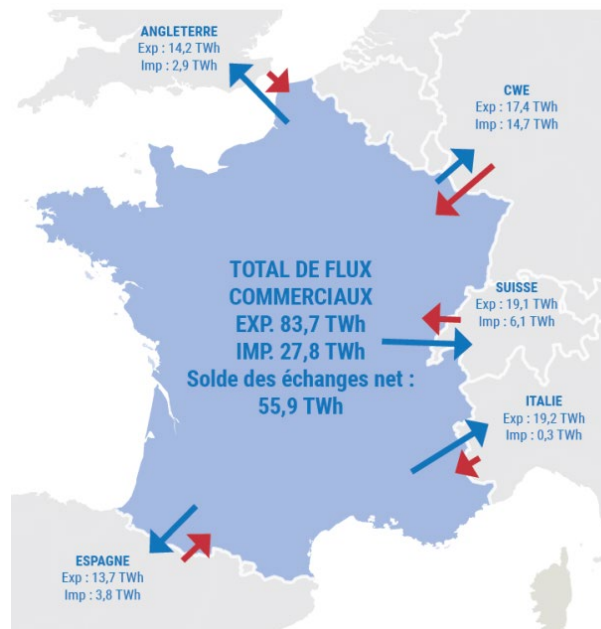 ANGLETERRE
Exp : 14,2 TWh
Imp : 2,9 TWh
CWE
Exp : 17,4 TWh
Imp : 14,7 TWh
TOTAL DE FLUX
COMMERCIAUX
EXP. 83,7 TWh
IMP. 27,8 TWh
Solde des échanges net :
55,9 TWh
SUISSE
Exp : 19,1 TWh
Imp : 6,1 TWh
ITALIE
Exp : 19,2 TWh
Imp : 0,3 TWh
ESPAGNE
Exp : 13,7 TWh
Imp : 3,8 TWh